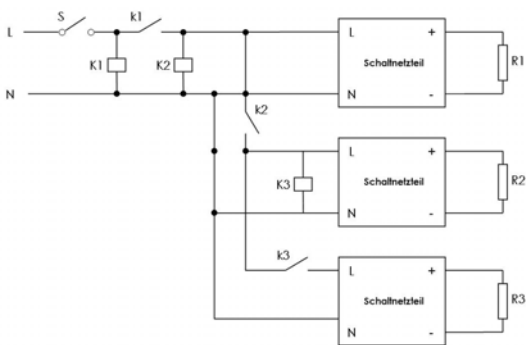 S k1
L K1 K2 L + Schaltnetzteil R1
N N -
k2
K3 L + Schaltnetzteil R2
N -
k3 L + Schaltnetzteil R3
N -